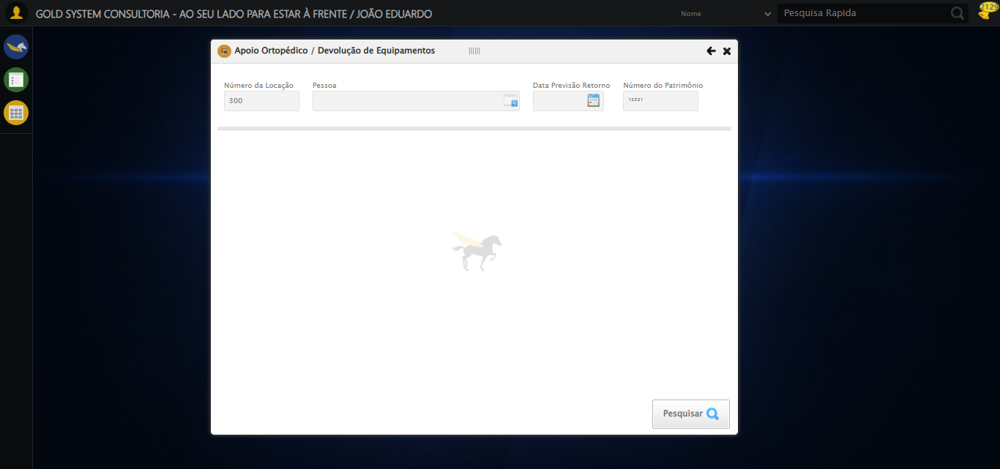 GOLD SYSTEM CONSULTORIA - AO SEU LADO PARA ESTAR À FRENTE / JOÃO EDUARDO
Nome
Pesquisa Rapida
2129
Apoio Ortopédico / Devolução de Equipamentos
Número da Locação
Pessoa
Data Previsão Retorno
Número do Patrimônio
300
12521
Pesquisar